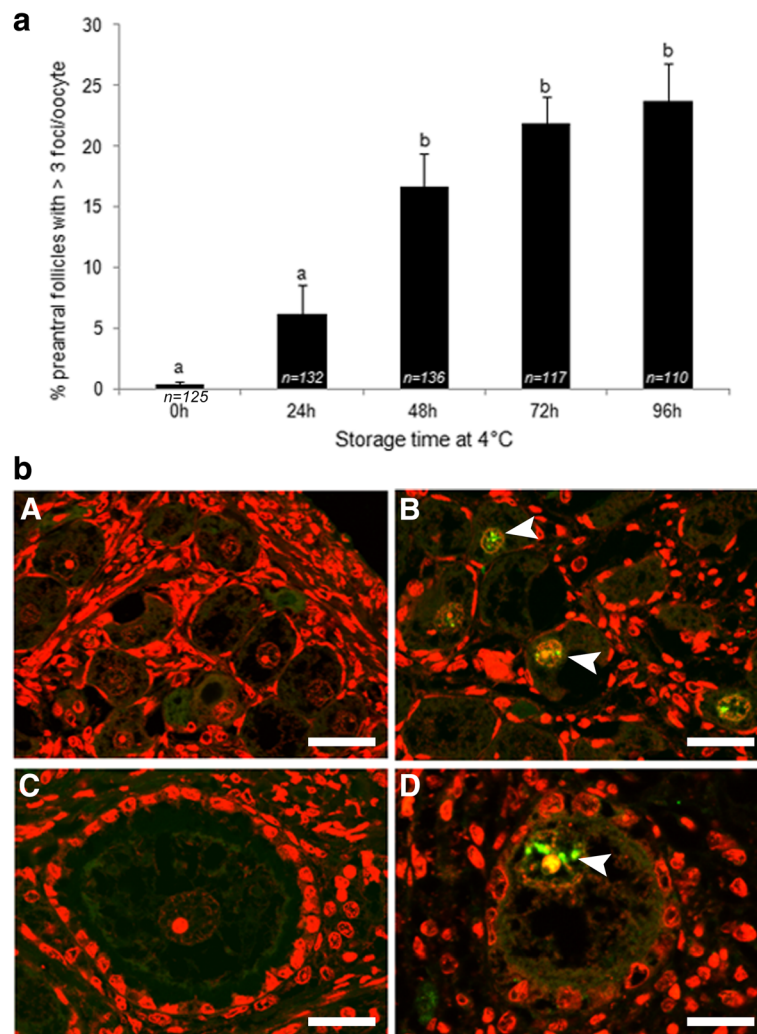 a
30
25
20
15
10
5
0
% preantral follicles with > 3 foci/oocyte
a
a
b
b
b
n=125
n=132
n=136
n=117
n=110
0h
24h
48h
72h
96h
Storage time at 4°C
b
A
B
C
D